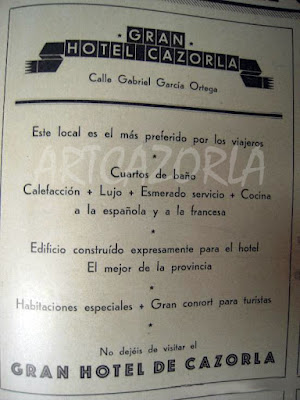 GRAN
HOTEL CAZORLA
Calle Gabriel García Ortega
Este local es el más preferido por los viajeros
*
ARTCAZORLA
Cuartos de baño
Calefacción + Lujo + Esmerado servicio + Cocina
a la española y a la francesa
*
Edificio construído expresamente para el hotel
El mejor de la provincia
*
Habitaciones especiales + Gran confort para turistas
*
No dejéis de visitar el
GRAN HOTEL DE CAZORLA